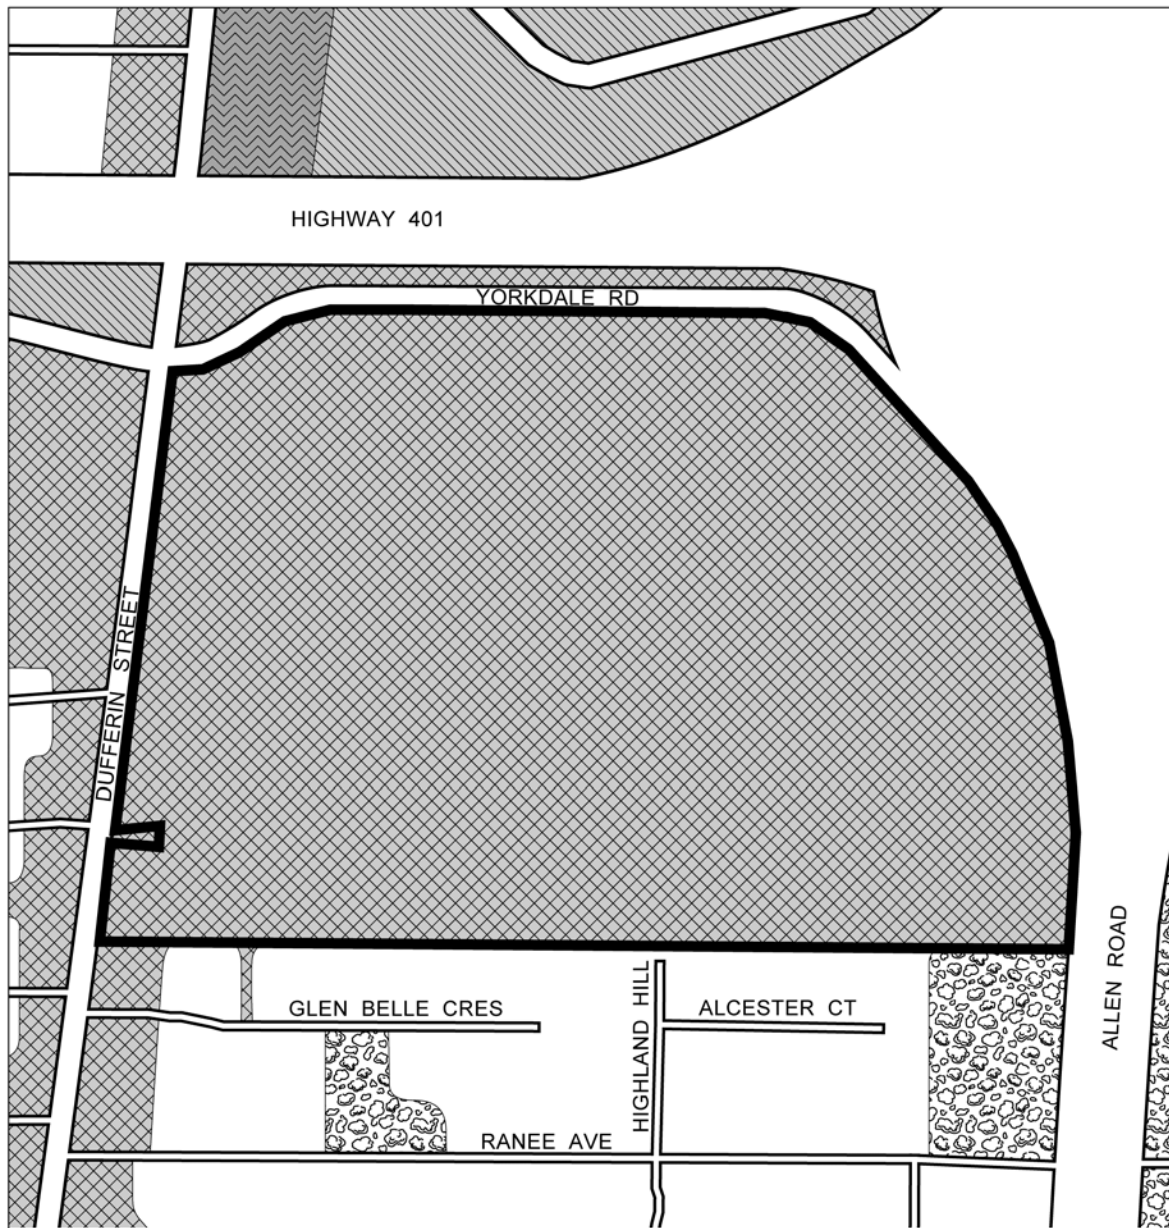 HIGHWAY 401
YORKDALE RD
DUFFERIN STREET
GLEN BELLE CRES
HIGHLAND HILL
ALCESTER CT
ALLEN ROAD
RANEE AVE